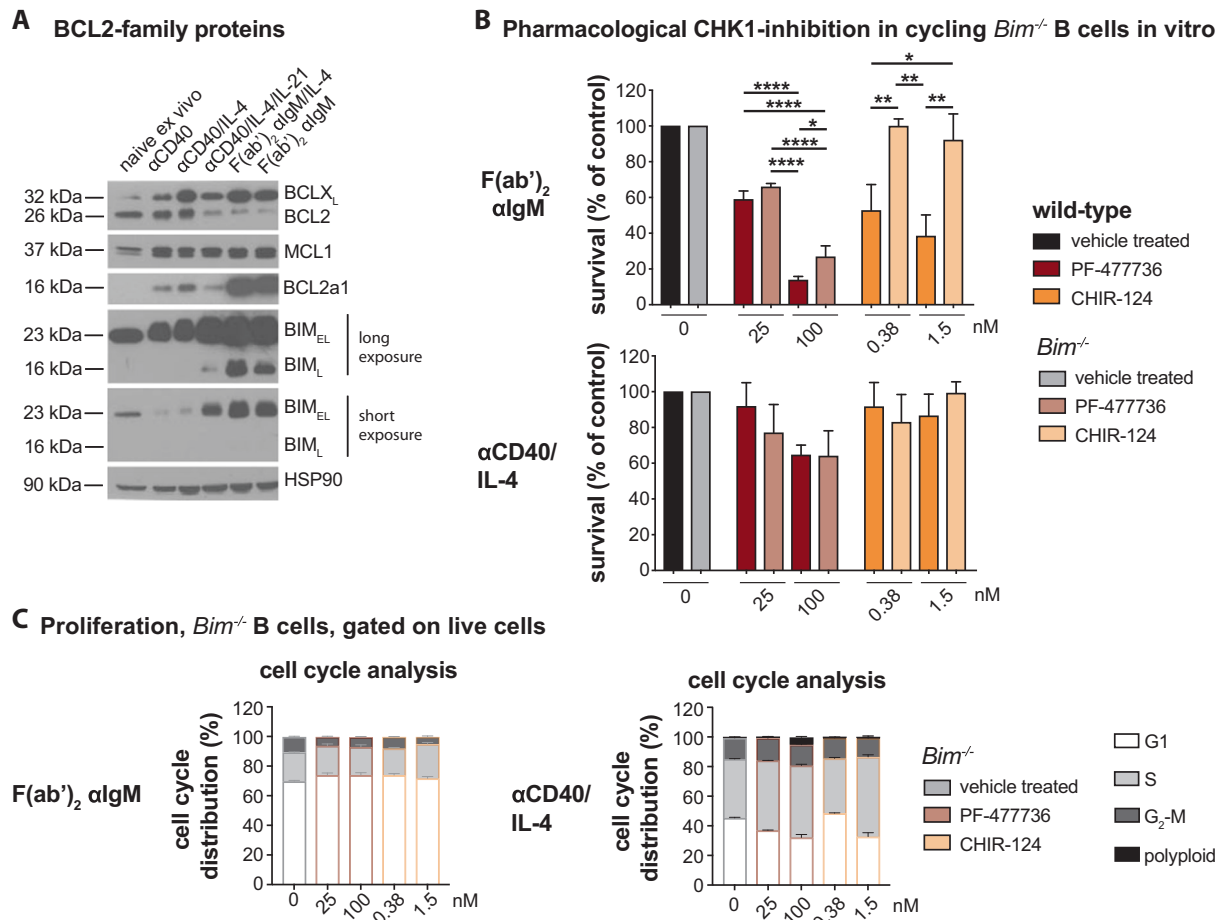 A BCL2-family proteins
naive ex vivo
αCD40
αCD40/IL-4
αCD40/IL-4/IL-21
F(ab')2 αIgM/IL-4
F(ab')2 αIgM
32 kDa
26 kDa
BCLXL
BCL2
37 kDa
MCL1
16 kDa
BCL2a1
23 kDa
16 kDa
BIMEL
BIML
long
exposure
23 kDa
16 kDa
BIMEL
BIML
short
exposure
90 kDa
HSP90
B Pharmacological CHK1-inhibition in cycling Bim-/- B cells in vitro
F(ab')2
αIgM
survival (% of control)
120
100
80
60
40
20
0
****
****
*
****
****
*
**
**
**
0
25
100
0.38
1.5
nM
αCD40/
IL-4
survival (% of control)
120
100
80
60
40
20
0
0
25
100
0.38
1.5
nM
wild-type
vehicle treated
PF-477736
CHIR-124
Bim-/-
vehicle treated
PF-477736
CHIR-124
C Proliferation, Bim-/- B cells, gated on live cells
F(ab')2 αIgM
cell cycle analysis
cell cycle
distribution (%)
120
100
80
60
40
20
0
0
25
100
0.38
1.5
nM
αCD40/
IL-4
cell cycle analysis
cell cycle
distribution (%)
120
100
80
60
40
20
0
0
25
100
0.38
1.5
nM
Bim-/-
vehicle treated
PF-477736
CHIR-124
G1
S
G2-M
polyploid